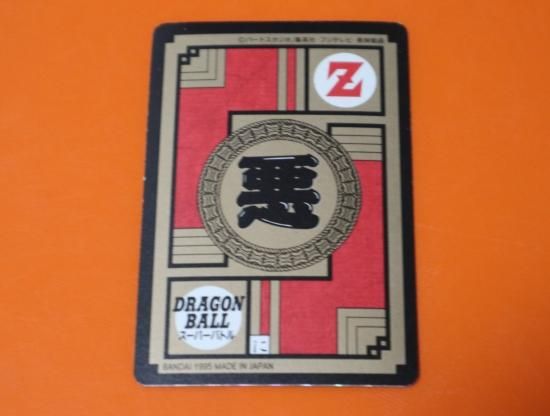 ©バードスタジオ/集英社 フジテレビ 東映動画
Z
悪
DRAGON
BALL
スーパーバトル
に
BANDAI 1995 MADE IN JAPAN